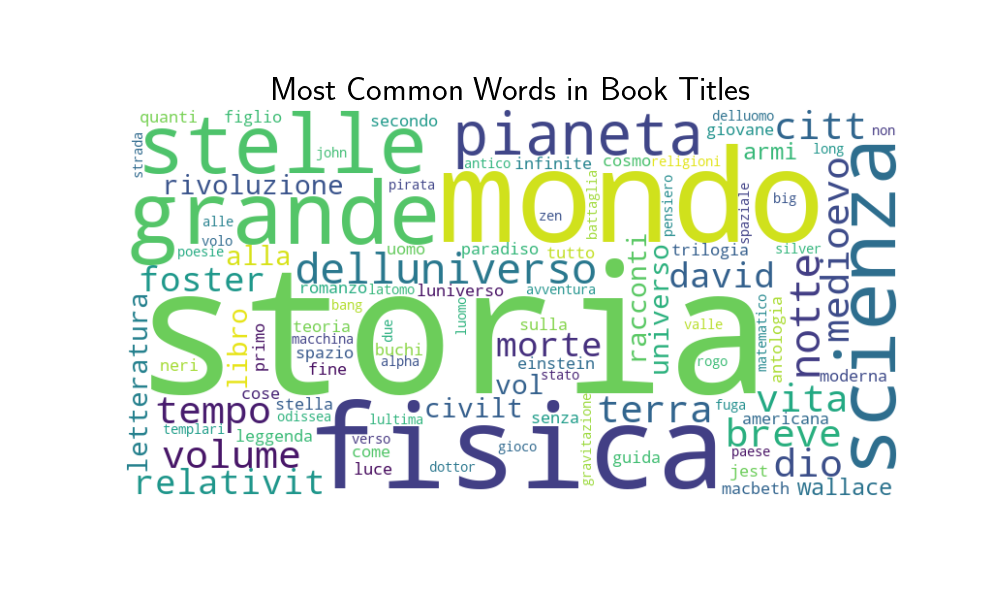 Most Common Words in Book Titles
quanti figlio secondo delluomo
strada stelle john pianeta giovane citt non
antico infinite cosmo religioni armi long
rivoluzione pirata mondo big
grande zen battaglia pensiero spaziale medioevo scienza
alle volo
poesie alla uomo paradiso tutto trilogia silver
foster delluniverso racconti universo david notte
romanzo latomo luniverso avventura
storia
letteratura libro bang luomo matematico antologia
primo teoria due sulla valle
macchina
neri spazio buchi morte
fine alpha einstein rogo
stato moderna
cose vol
tempo stella civilt terra fuga vita
odissea lultima senza americana
templari leggenda fisica gravitazione breve
verso gioco
volume come guida paese dio
luce dottor jest
relativit macbeth wallace